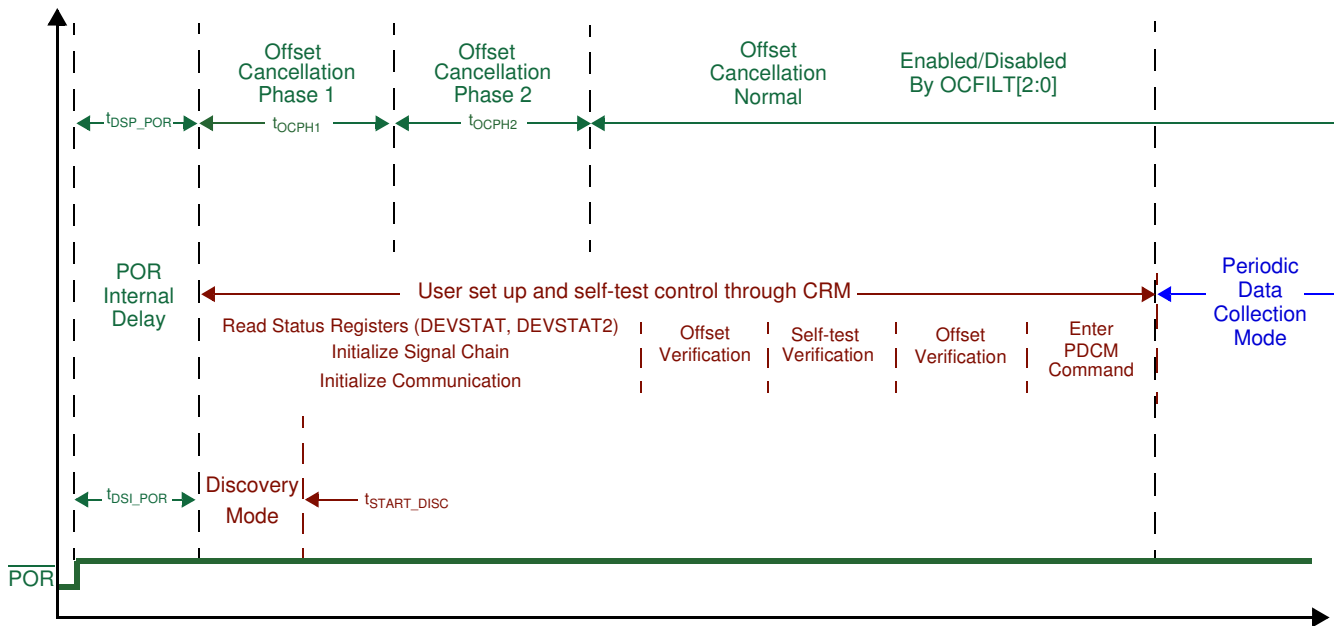 Offset
Cancellation
Phase 1
Offset
Cancellation
Phase 2
Offset
Cancellation
Normal
Enabled/Disabled
By OCFILT[2:0]
tDSP_POR
tOCPH1
tOCPH2
POR
Internal
Delay
User set up and self-test control through CRM
Periodic
Data
Collection
Mode
Read Status Registers (DEVSTAT, DEVSTAT2)
Initialize Signal Chain
Initialize Communication
Offset
Verification
Self-test
Verification
Offset
Verification
Enter
PDCM
Command
tDSI_POR
Discovery
Mode
tSTART_DISC
POR